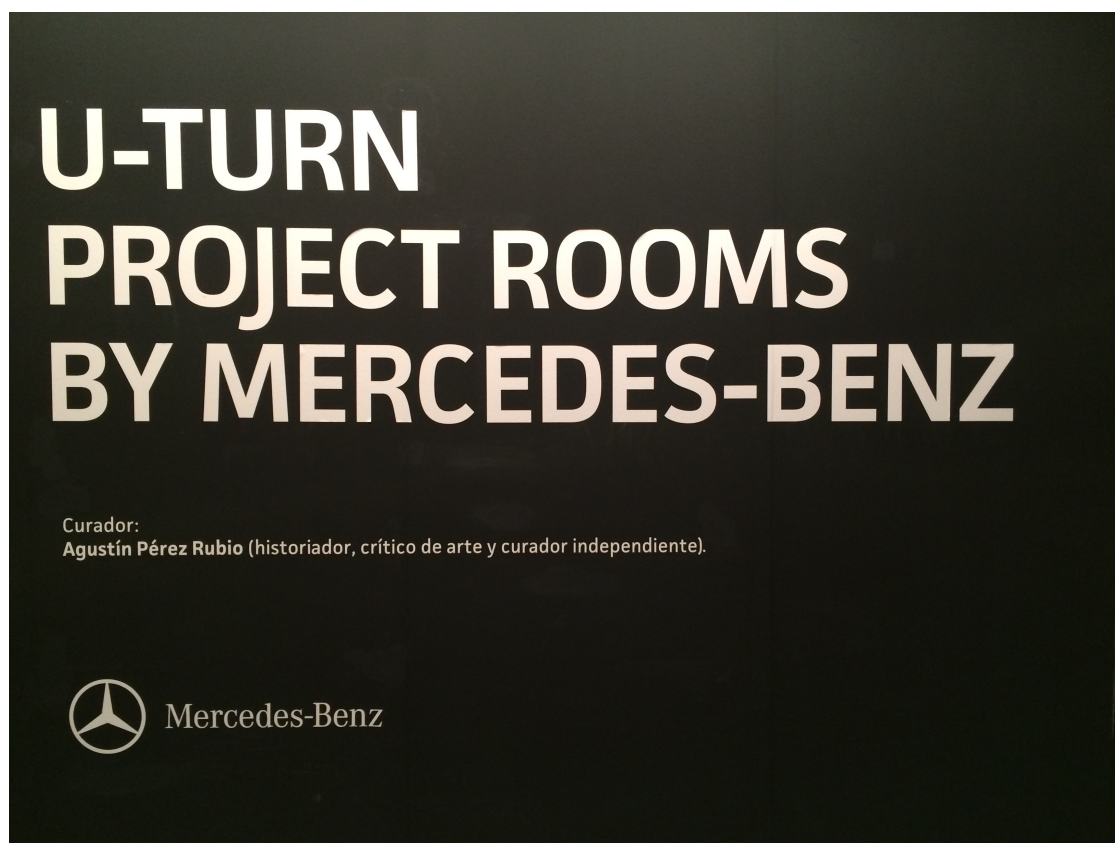 U-TURN
PROJECT ROOMS
BY MERCEDES-BENZ
Curador:
Agustín Pérez Rubio (historiador, crítico de arte y curador independiente).
Mercedes-Benz